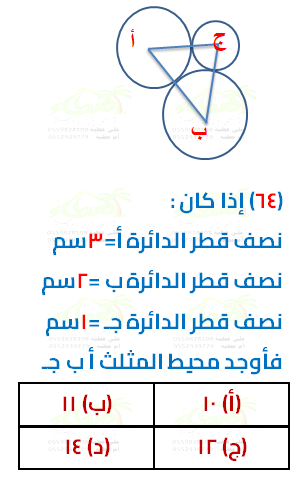 أ
ج
ب
(٦٤) إذا كان :
نصف قطر الدائرة أ=٣سم
نصف قطر الدائرة ب =٢سم
نصف قطر الدائرة جـ =١سم
فأوجد محيط المثلث أ ب جـ
(أ) ١٠ (ب) ١١
(ج) ١٢ (د) ١٤